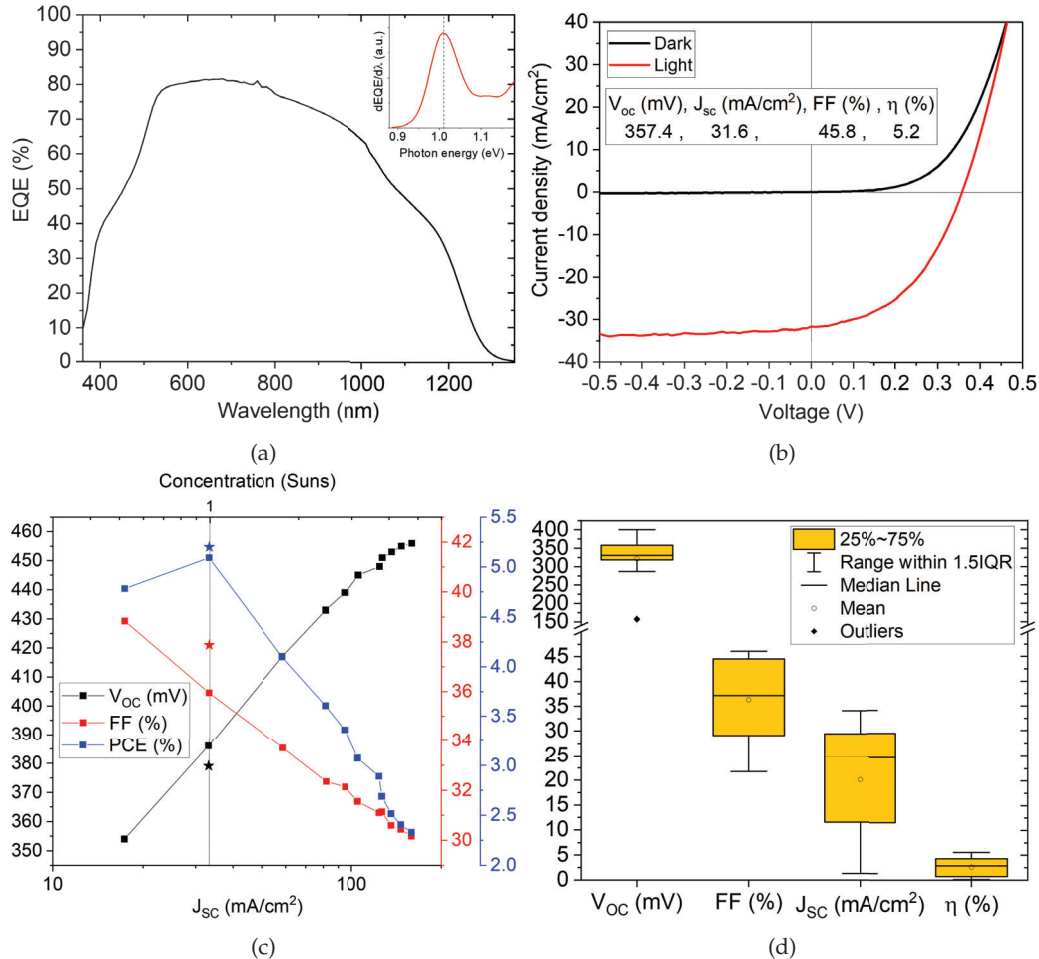 100
90
80
70
60
50
40
30
20
10
0
EQE (%)
400 600 800 1000 1200
Wavelength (nm)
dEQE/dλ (a.u.)
0.9 1.0 1.1
Photon energy (eV)
(a)
40
30
20
10
0
-10
-20
-30
-40
Current density (mA/cm²)
Dark
Light
V_oc (mV), J_sc (mA/cm²), FF (%) , η (%)
357.4 , 31.6 , 45.8 , 5.2
-0.5 -0.4 -0.3 -0.2 -0.1 0.0 0.1 0.2 0.3 0.4 0.5
Voltage (V)
(b)
Concentration (Suns)
1
460
450
440
430
420
410
400
390
380
370
360
350
V_OC (mV)
FF (%)
PCE (%)
42
40
38
36
34
32
30
5.5
5.0
4.5
4.0
3.5
3.0
2.5
2.0
10 100
J_SC (mA/cm²)
(c)
400
350
300
250
200
150
45
40
35
30
25
20
15
10
5
0
25%~75%
Range within 1.5IQR
Median Line
Mean
Outliers
V_OC (mV) FF (%) J_SC (mA/cm²) η (%)
(d)